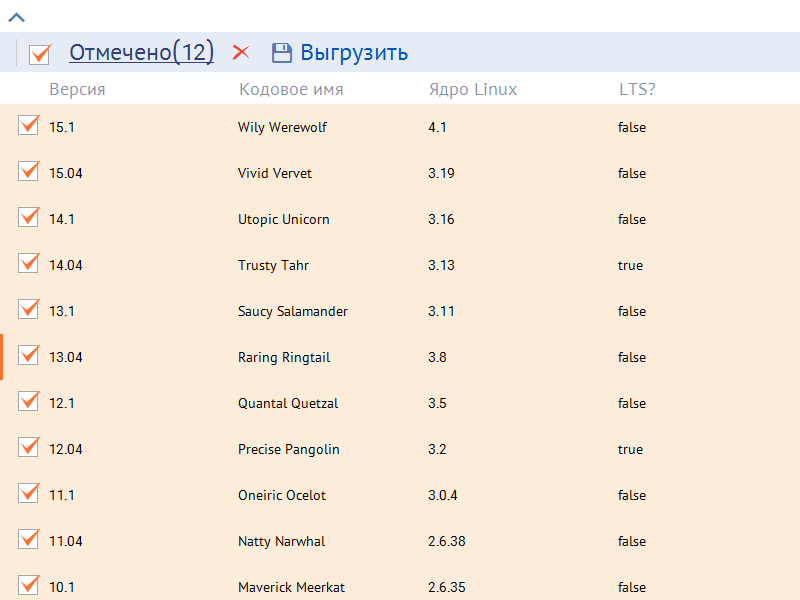 Отмечено(12) Выгрузить
Версия Кодовое имя Ядро Linux LTS?
15.1 Wily Werewolf 4.1 false
15.04 Vivid Vervet 3.19 false
14.1 Utopic Unicorn 3.16 false
14.04 Trusty Tahr 3.13 true
13.1 Saucy Salamander 3.11 false
13.04 Raring Ringtail 3.8 false
12.1 Quantal Quetzal 3.5 false
12.04 Precise Pangolin 3.2 true
11.1 Oneiric Ocelot 3.0.4 false
11.04 Natty Narwhal 2.6.38 false
10.1 Maverick Meerkat 2.6.35 false